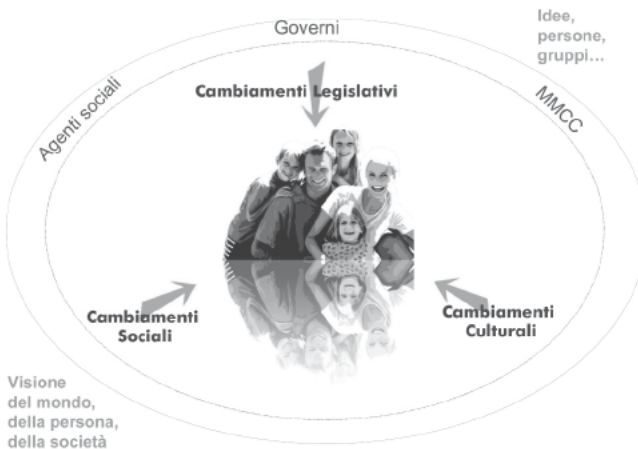 Governi
Idee,
persone,
gruppi...
Agenti sociali
MMCC
Cambiamenti Legislativi
Cambiamenti
Sociali
Cambiamenti
Culturali
Visione
del mondo,
della persona,
della società